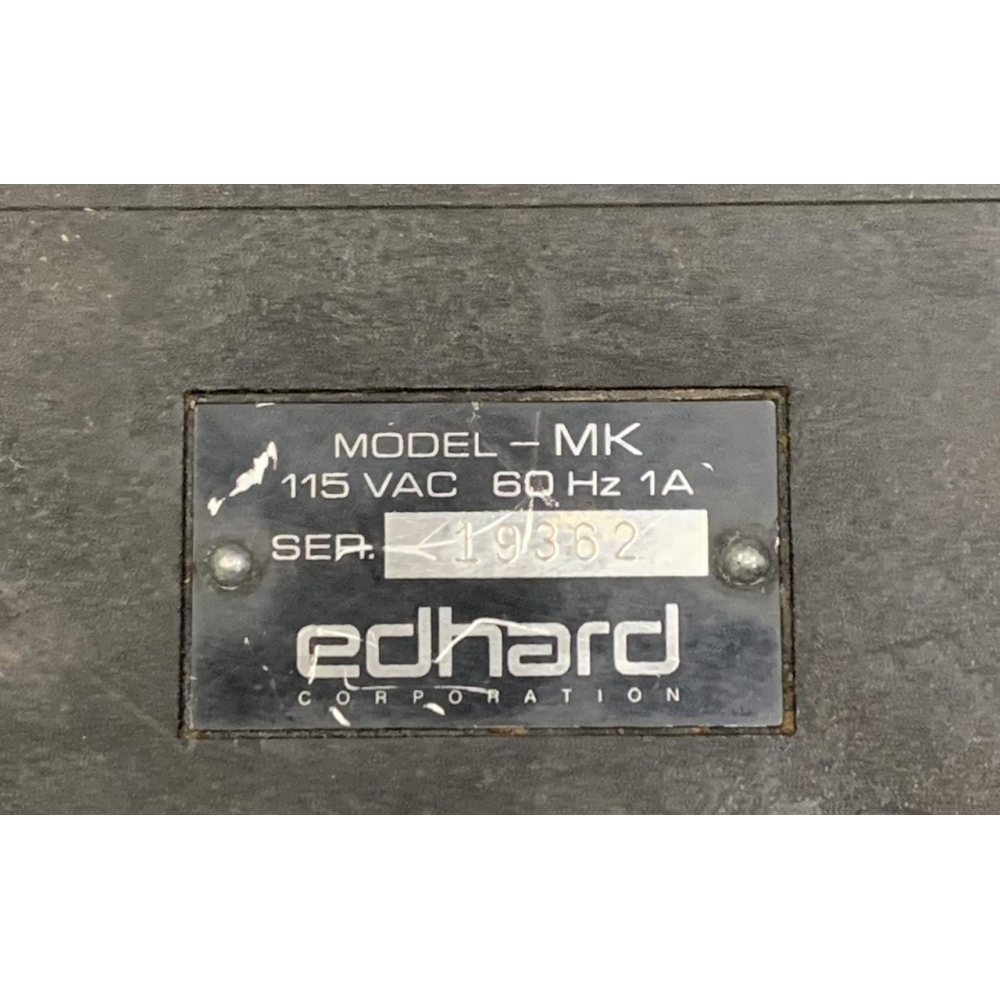 MODEL – MK
115 VAC 60 Hz 1A
SER. 19362
edhard
CORPORATION